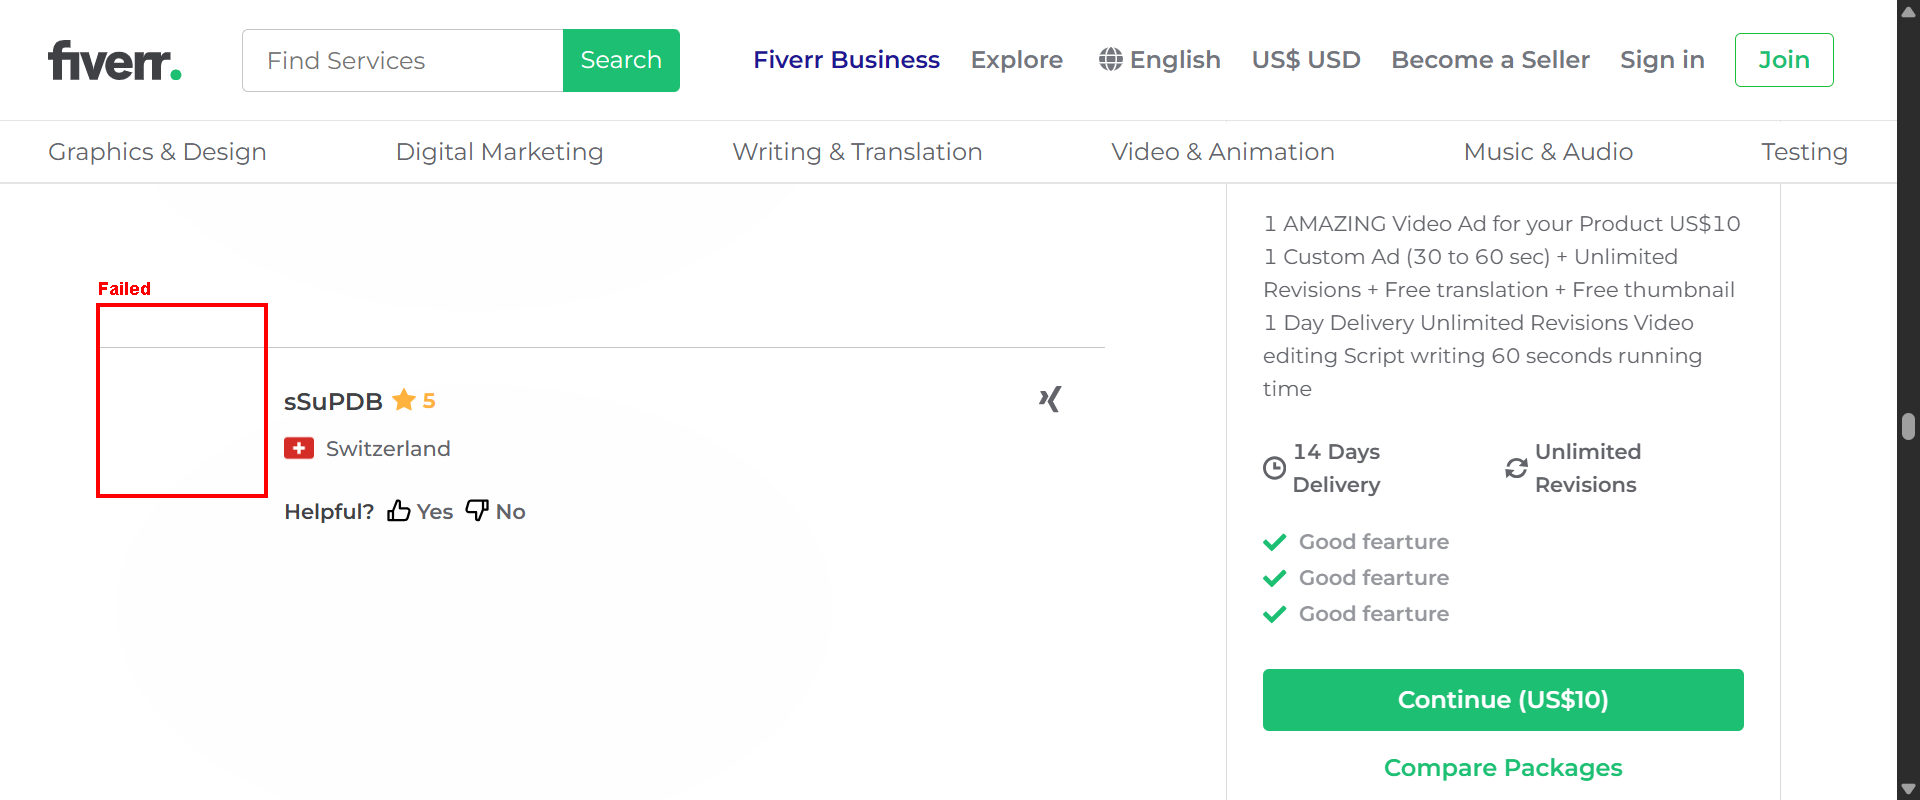 fiverr.
Find Services
Search
Fiverr Business
Explore
English
US$ USD
Become a Seller
Sign in
Join
Graphics & Design
Digital Marketing
Writing & Translation
Video & Animation
Music & Audio
Testing
Failed
sSuPDB 5
Switzerland
Helpful? Yes No
1 AMAZING Video Ad for your Product US$10
1 Custom Ad (30 to 60 sec) + Unlimited
Revisions + Free translation + Free thumbnail
1 Day Delivery Unlimited Revisions Video
editing Script writing 60 seconds running
time
14 Days
Delivery
Unlimited
Revisions
Good fearture
Good fearture
Good fearture
Continue (US$10)
Compare Packages